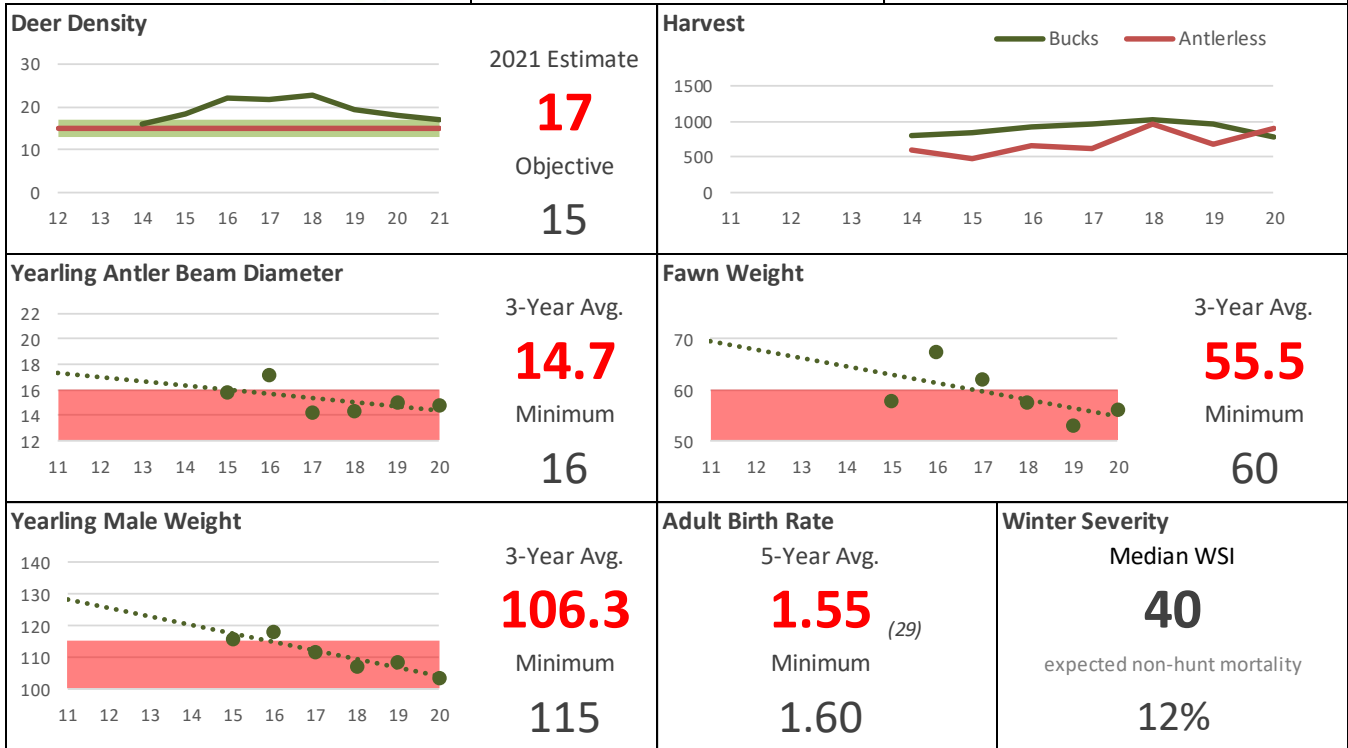 Deer Density
30
20
10
0
12 13 14 15 16 17 18 19 20 21
2021 Estimate
17
Objective
15
Harvest
Bucks Antlerless
1500
1000
500
0
11 12 13 14 15 16 17 18 19 20
Yearling Antler Beam Diameter
22
20
18
16
14
12
11 12 13 14 15 16 17 18 19 20
3-Year Avg.
14.7
Minimum
16
Fawn Weight
70
60
50
11 12 13 14 15 16 17 18 19 20
3-Year Avg.
55.5
Minimum
60
Yearling Male Weight
140
130
120
110
100
11 12 13 14 15 16 17 18 19 20
3-Year Avg.
106.3
Minimum
115
Adult Birth Rate
5-Year Avg.
1.55 (29)
Minimum
1.60
Winter Severity
Median WSI
40
expected non-hunt mortality
12%